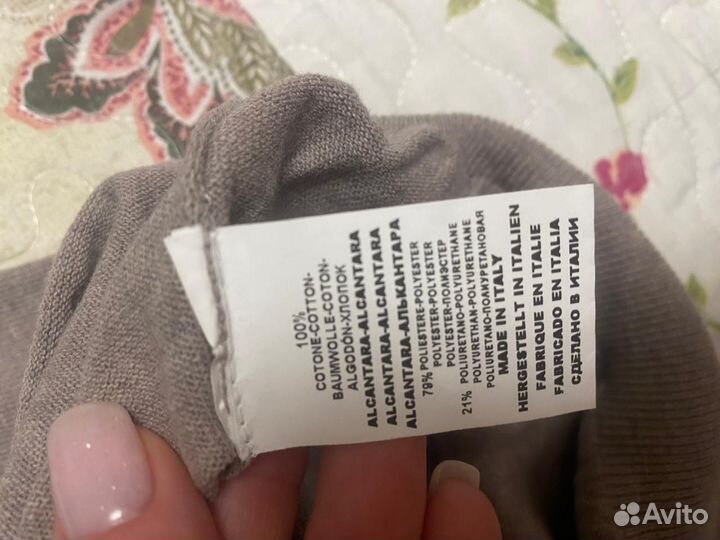 100%
COTONE-COTTON-
BAUMWOLLE-COTON-
ALGODÓN-ХЛОПОК
ALCANTARA-ALCANTARA
ALCANTARA-ALCANTARA
ALCANTARA-АЛЬКАНТАРА
79% POLIESTERE-POLYESTER
POLYESTER-POLYESTER
POLYESTER-ПОЛИЭСТЕР
21% POLIURETANO-POLYURETHANE
POLYURETHAN-POLYURETHANE
POLIURETANO-ПОЛИУРЕТАНОВАЯ
MADE IN ITALY
HERGESTELLT IN ITALIEN
FABRIQUE EN ITALIE
FABRICADO EN ITALIA
СДЕЛАНО В ИТАЛИИ
Avito